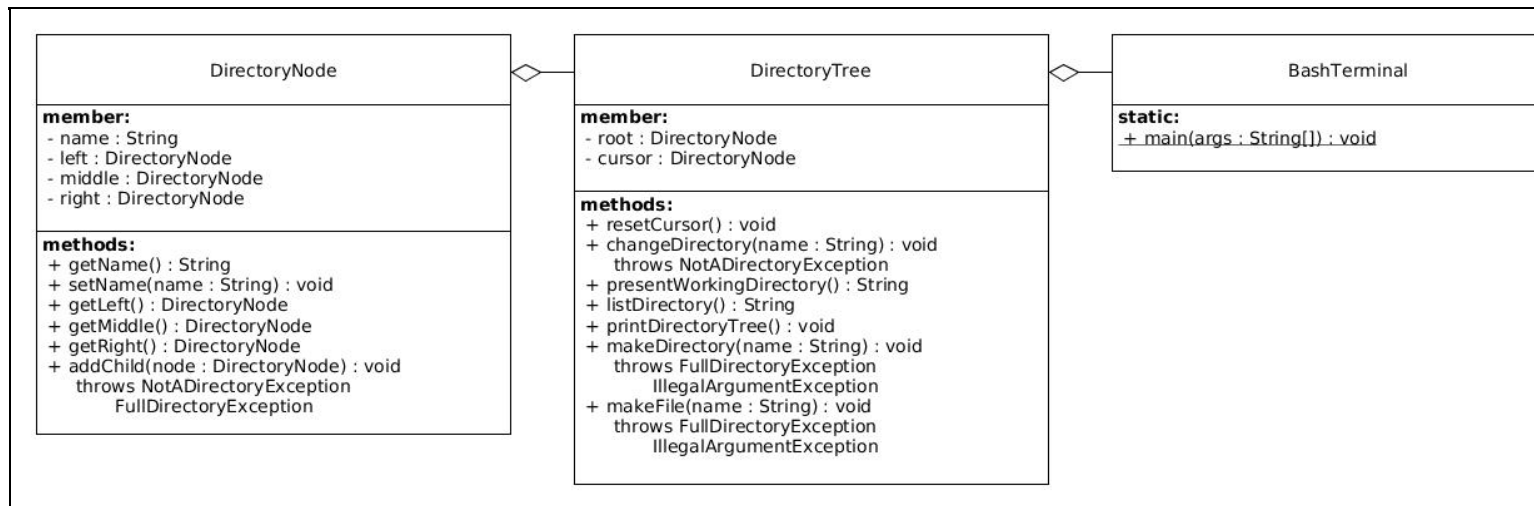 DirectoryNode
member:
- name : String
- left : DirectoryNode
- middle : DirectoryNode
- right : DirectoryNode
methods:
+ getName() : String
+ setName(name : String) : void
+ getLeft() : DirectoryNode
+ getMiddle() : DirectoryNode
+ getRight() : DirectoryNode
+ addChild(node : DirectoryNode) : void
throws NotADirectoryException
FullDirectoryException
DirectoryTree
member:
- root : DirectoryNode
- cursor : DirectoryNode
methods:
+ resetCursor() : void
+ changeDirectory(name : String) : void
throws NotADirectoryException
+ presentWorkingDirectory() : String
+ listDirectory() : String
+ printDirectoryTree() : void
+ makeDirectory(name : String) : void
throws FullDirectoryException
IllegalArgumentException
+ makeFile(name : String) : void
throws FullDirectoryException
IllegalArgumentException
BashTerminal
static:
+ main(args : String[]) : void